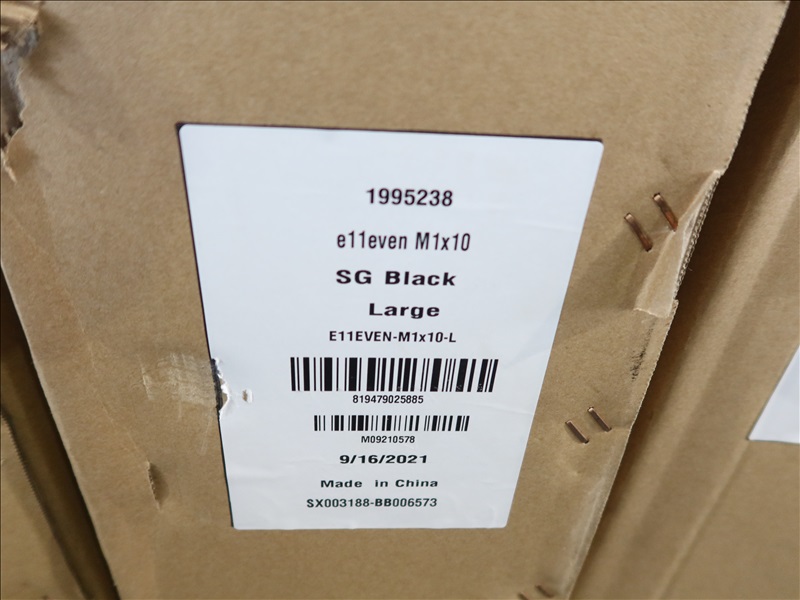 1995238
e11even M1x10
SG Black
Large
E11EVEN-M1x10-L
819479025885
M09210578
9/16/2021
Made in China
SX003188-BB006573